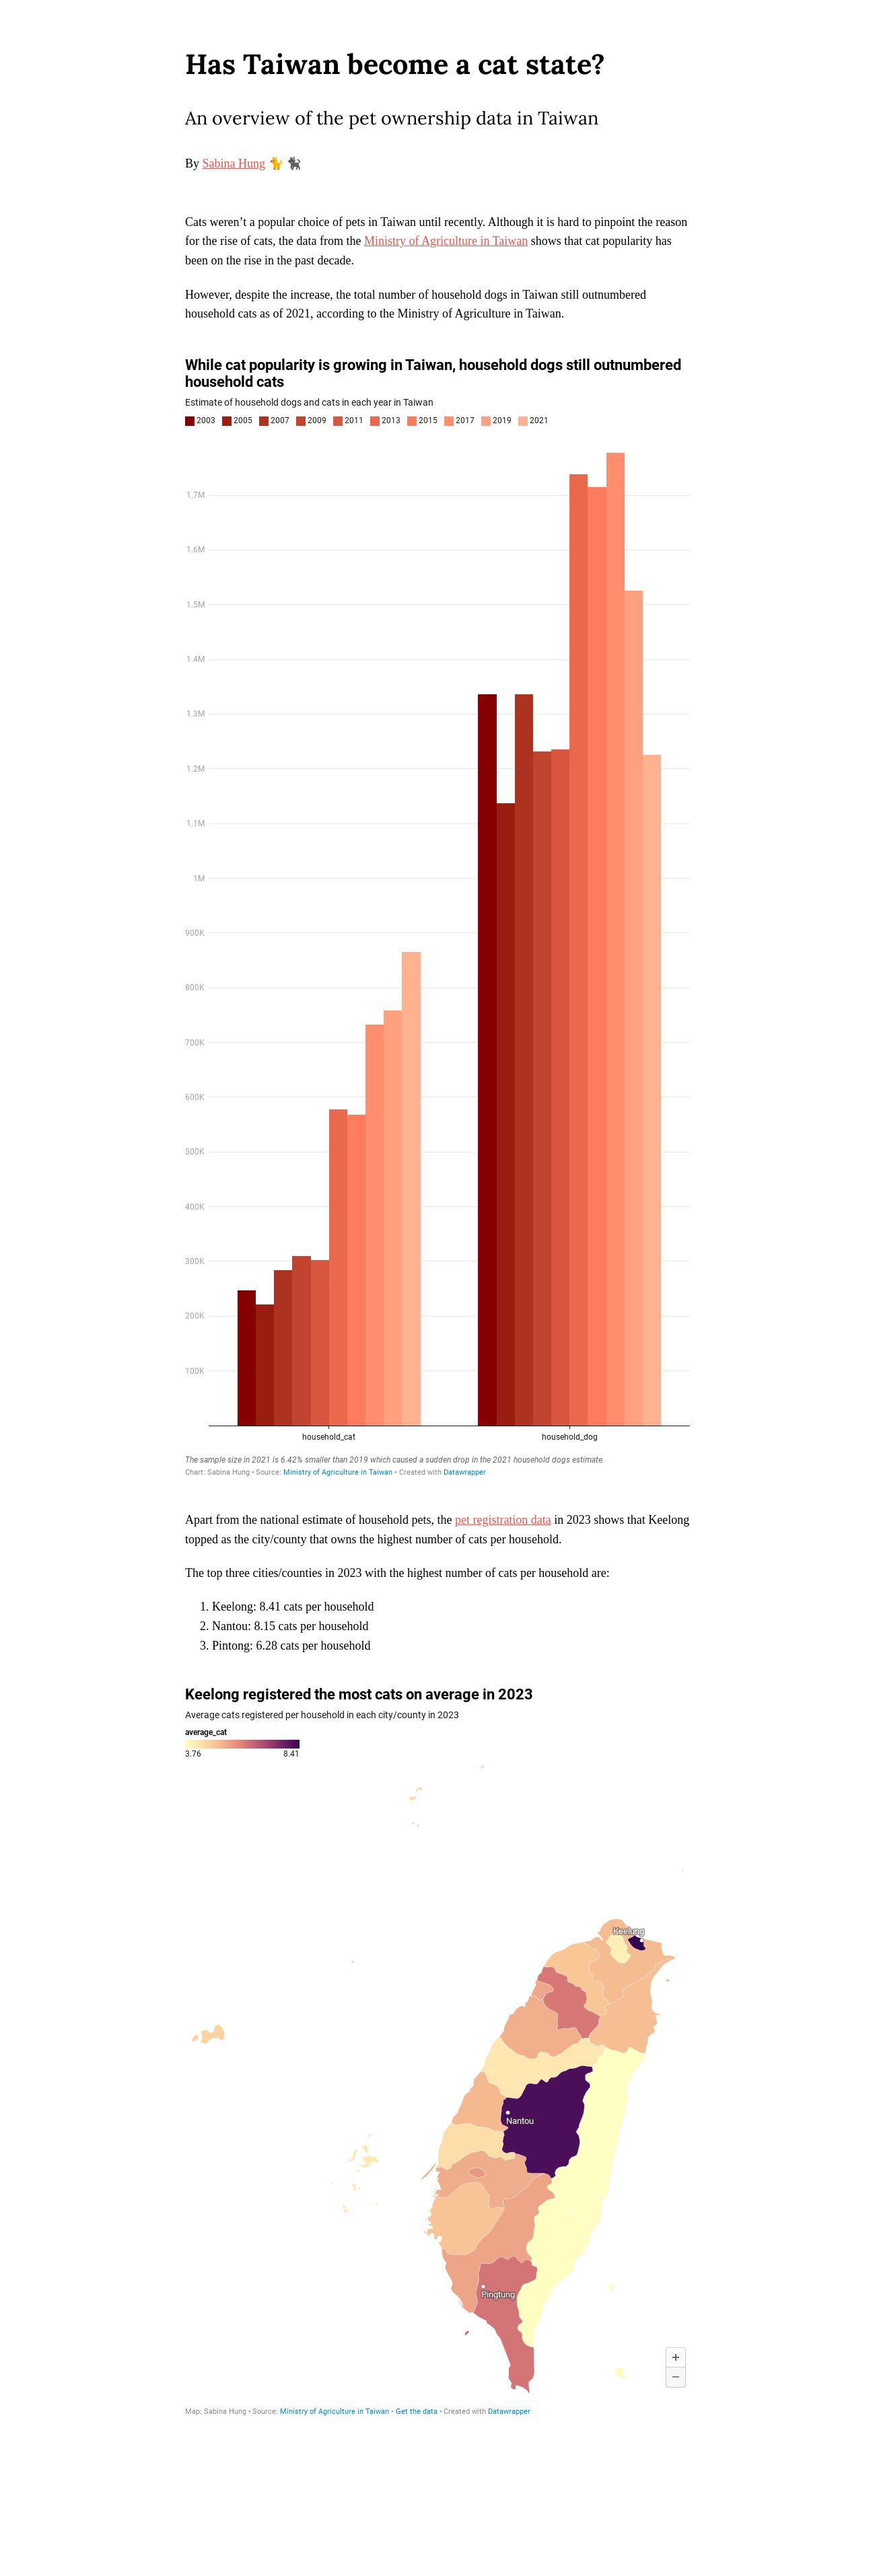 Has Taiwan become a cat state?
An overview of the pet ownership data in Taiwan
By Sabina Hung 🐈 🐈‍⬛
Cats weren’t a popular choice of pets in Taiwan until recently. Although it is hard to pinpoint the reason
for the rise of cats, the data from the Ministry of Agriculture in Taiwan shows that cat popularity has
been on the rise in the past decade.
However, despite the increase, the total number of household dogs in Taiwan still outnumbered
household cats as of 2021, according to the Ministry of Agriculture in Taiwan.
While cat popularity is growing in Taiwan, household dogs still outnumbered
household cats
Estimate of household dogs and cats in each year in Taiwan
2003 2005 2007 2009 2011 2013 2015 2017 2019 2021
1.7M
1.6M
1.5M
1.4M
1.3M
1.2M
1.1M
1M
900K
800K
700K
600K
500K
400K
300K
200K
100K
household_cat household_dog
The sample size in 2021 is 6.42% smaller than 2019 which caused a sudden drop in the 2021 household dogs estimate.
Chart: Sabina Hung • Source: Ministry of Agriculture in Taiwan • Created with Datawrapper
Apart from the national estimate of household pets, the pet registration data in 2023 shows that Keelong
topped as the city/county that owns the highest number of cats per household.
The top three cities/counties in 2023 with the highest number of cats per household are:
1. Keelong: 8.41 cats per household
2. Nantou: 8.15 cats per household
3. Pintong: 6.28 cats per household
Keelong registered the most cats on average in 2023
Average cats registered per household in each city/county in 2023
average_cat
3.76 8.41
Keelung
Nantou
Pingtung
+
−
Map: Sabina Hung • Source: Ministry of Agriculture in Taiwan • Get the data • Created with Datawrapper